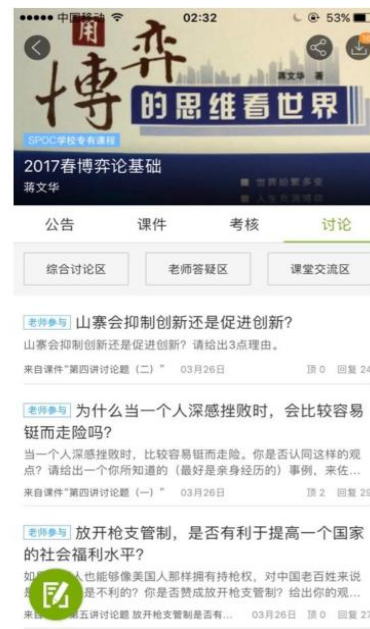 中国移动 02:32 53%
用
博弈
蒋文华 著
的思维看世界
SPOC学校专有课程
2017春博弈论基础
蒋文华
公告 课件 考核 讨论
综合讨论区 老师答疑区 课堂交流区
老师参与 山寨会抑制创新还是促进创新?
山寨会抑制创新还是促进创新?请给出3点理由。
来自课件“第四讲讨论题(二)” 03月26日 顶 0 回复 24
老师参与 为什么当一个人深感挫败时,会比较容易
铤而走险吗?
当一个人深感挫败时,比较容易铤而走险。你是否认同这样的观
点?请给出一个你所知道的(最好是亲身经历的)事例,来佐...
来自课件“第四讲讨论题(一)” 03月26日 顶 2 回复 29
老师参与 放开枪支管制,是否有利于提高一个国家
的社会福利水平?
人也能够像美国人那样拥有持枪权,对中国老百姓来说
是不利的?你是否赞成放开枪支管制?给出你的观...
第五讲讨论题 放开枪支管制是否有... 03月26日 顶 0 回复 27